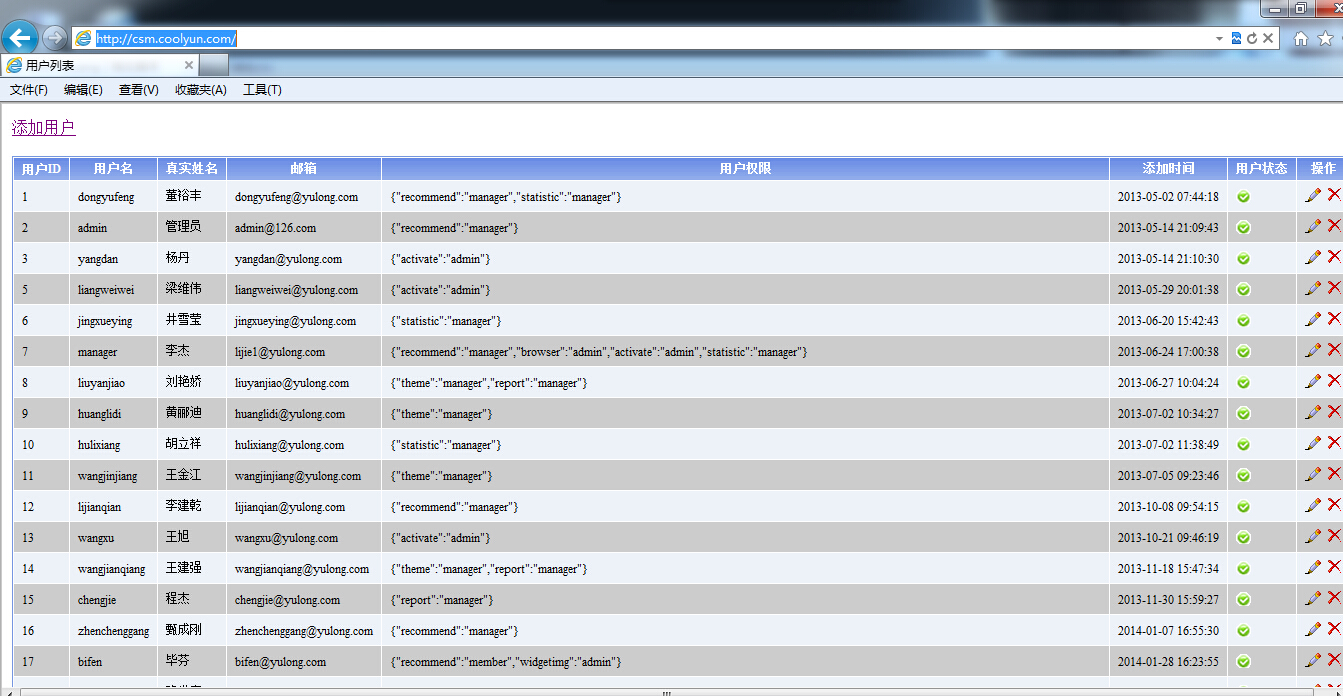 http://csm.coolyun.com/
用户列表
文件(F) 编辑(E) 查看(V) 收藏夹(A) 工具(T)
添加用户
用户ID 用户名 真实姓名 邮箱 用户权限 添加时间 用户状态 操作
1 dongyufeng 董裕丰 dongyufeng@yulong.com {"recommend":"manager","statistic":"manager"} 2013-05-02 07:44:18
2 admin 管理员 admin@126.com {"recommend":"manager"} 2013-05-14 21:09:43
3 yangdan 杨丹 yangdan@yulong.com {"activate":"admin"} 2013-05-14 21:10:30
5 liangweiwei 梁维伟 liangweiwei@yulong.com {"activate":"admin"} 2013-05-29 20:01:38
6 jingxueying 井雪莹 jingxueying@yulong.com {"statistic":"manager"} 2013-06-20 15:42:43
7 manager 李杰 lijie1@yulong.com {"recommend":"manager","browser":"admin","activate":"admin","statistic":"manager"} 2013-06-24 17:00:38
8 liuyanjiao 刘艳娇 liuyanjiao@yulong.com {"theme":"manager","report":"manager"} 2013-06-27 10:04:24
9 huanglidi 黄郦迪 huanglidi@yulong.com {"theme":"manager"} 2013-07-02 10:34:27
10 hulixiang 胡立祥 hulixiang@yulong.com {"statistic":"manager"} 2013-07-02 11:38:49
11 wangjinjiang 王金江 wangjinjiang@yulong.com {"theme":"manager"} 2013-07-05 09:23:46
12 lijianqian 李建乾 lijianqian@yulong.com {"recommend":"manager"} 2013-10-08 09:54:15
13 wangxu 王旭 wangxu@yulong.com {"activate":"admin"} 2013-10-21 09:46:19
14 wangjianqiang 王建强 wangjianqiang@yulong.com {"theme":"manager","report":"manager"} 2013-11-18 15:47:34
15 chengjie 程杰 chengjie@yulong.com {"report":"manager"} 2013-11-30 15:59:27
16 zhenchenggang 甄成刚 zhenchenggang@yulong.com {"recommend":"manager"} 2014-01-07 16:55:30
17 bifen 毕芬 bifen@yulong.com {"recommend":"member","widgetimg":"admin"} 2014-01-28 16:23:55